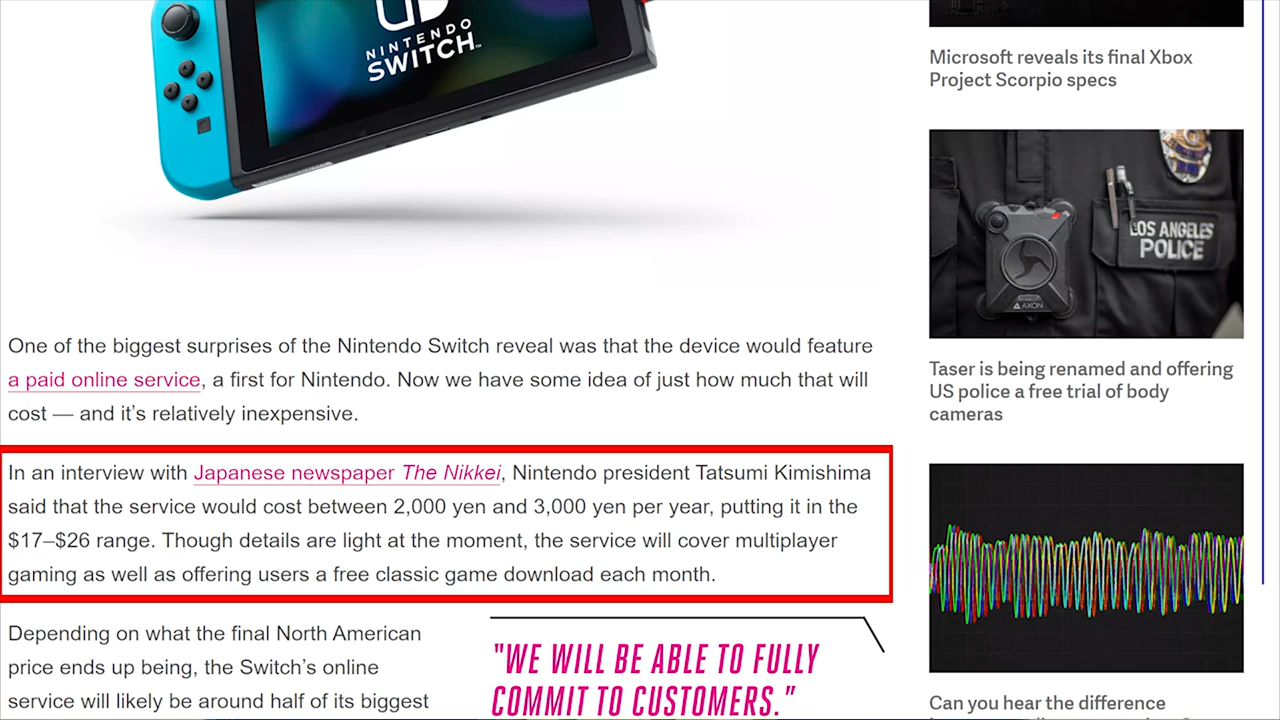 NINTENDO
SWITCH™
One of the biggest surprises of the Nintendo Switch reveal was that the device would feature
a paid online service, a first for Nintendo. Now we have some idea of just how much that will
cost — and it's relatively inexpensive.
In an interview with Japanese newspaper The Nikkei, Nintendo president Tatsumi Kimishima
said that the service would cost between 2,000 yen and 3,000 yen per year, putting it in the
$17–$26 range. Though details are light at the moment, the service will cover multiplayer
gaming as well as offering users a free classic game download each month.
Depending on what the final North American
price ends up being, the Switch's online
service will likely be around half of its biggest
"WE WILL BE ABLE TO FULLY
COMMIT TO CUSTOMERS."
Microsoft reveals its final Xbox
Project Scorpio specs
LOS ANGELES
POLICE
AXON
Taser is being renamed and offering
US police a free trial of body
cameras
Can you hear the difference